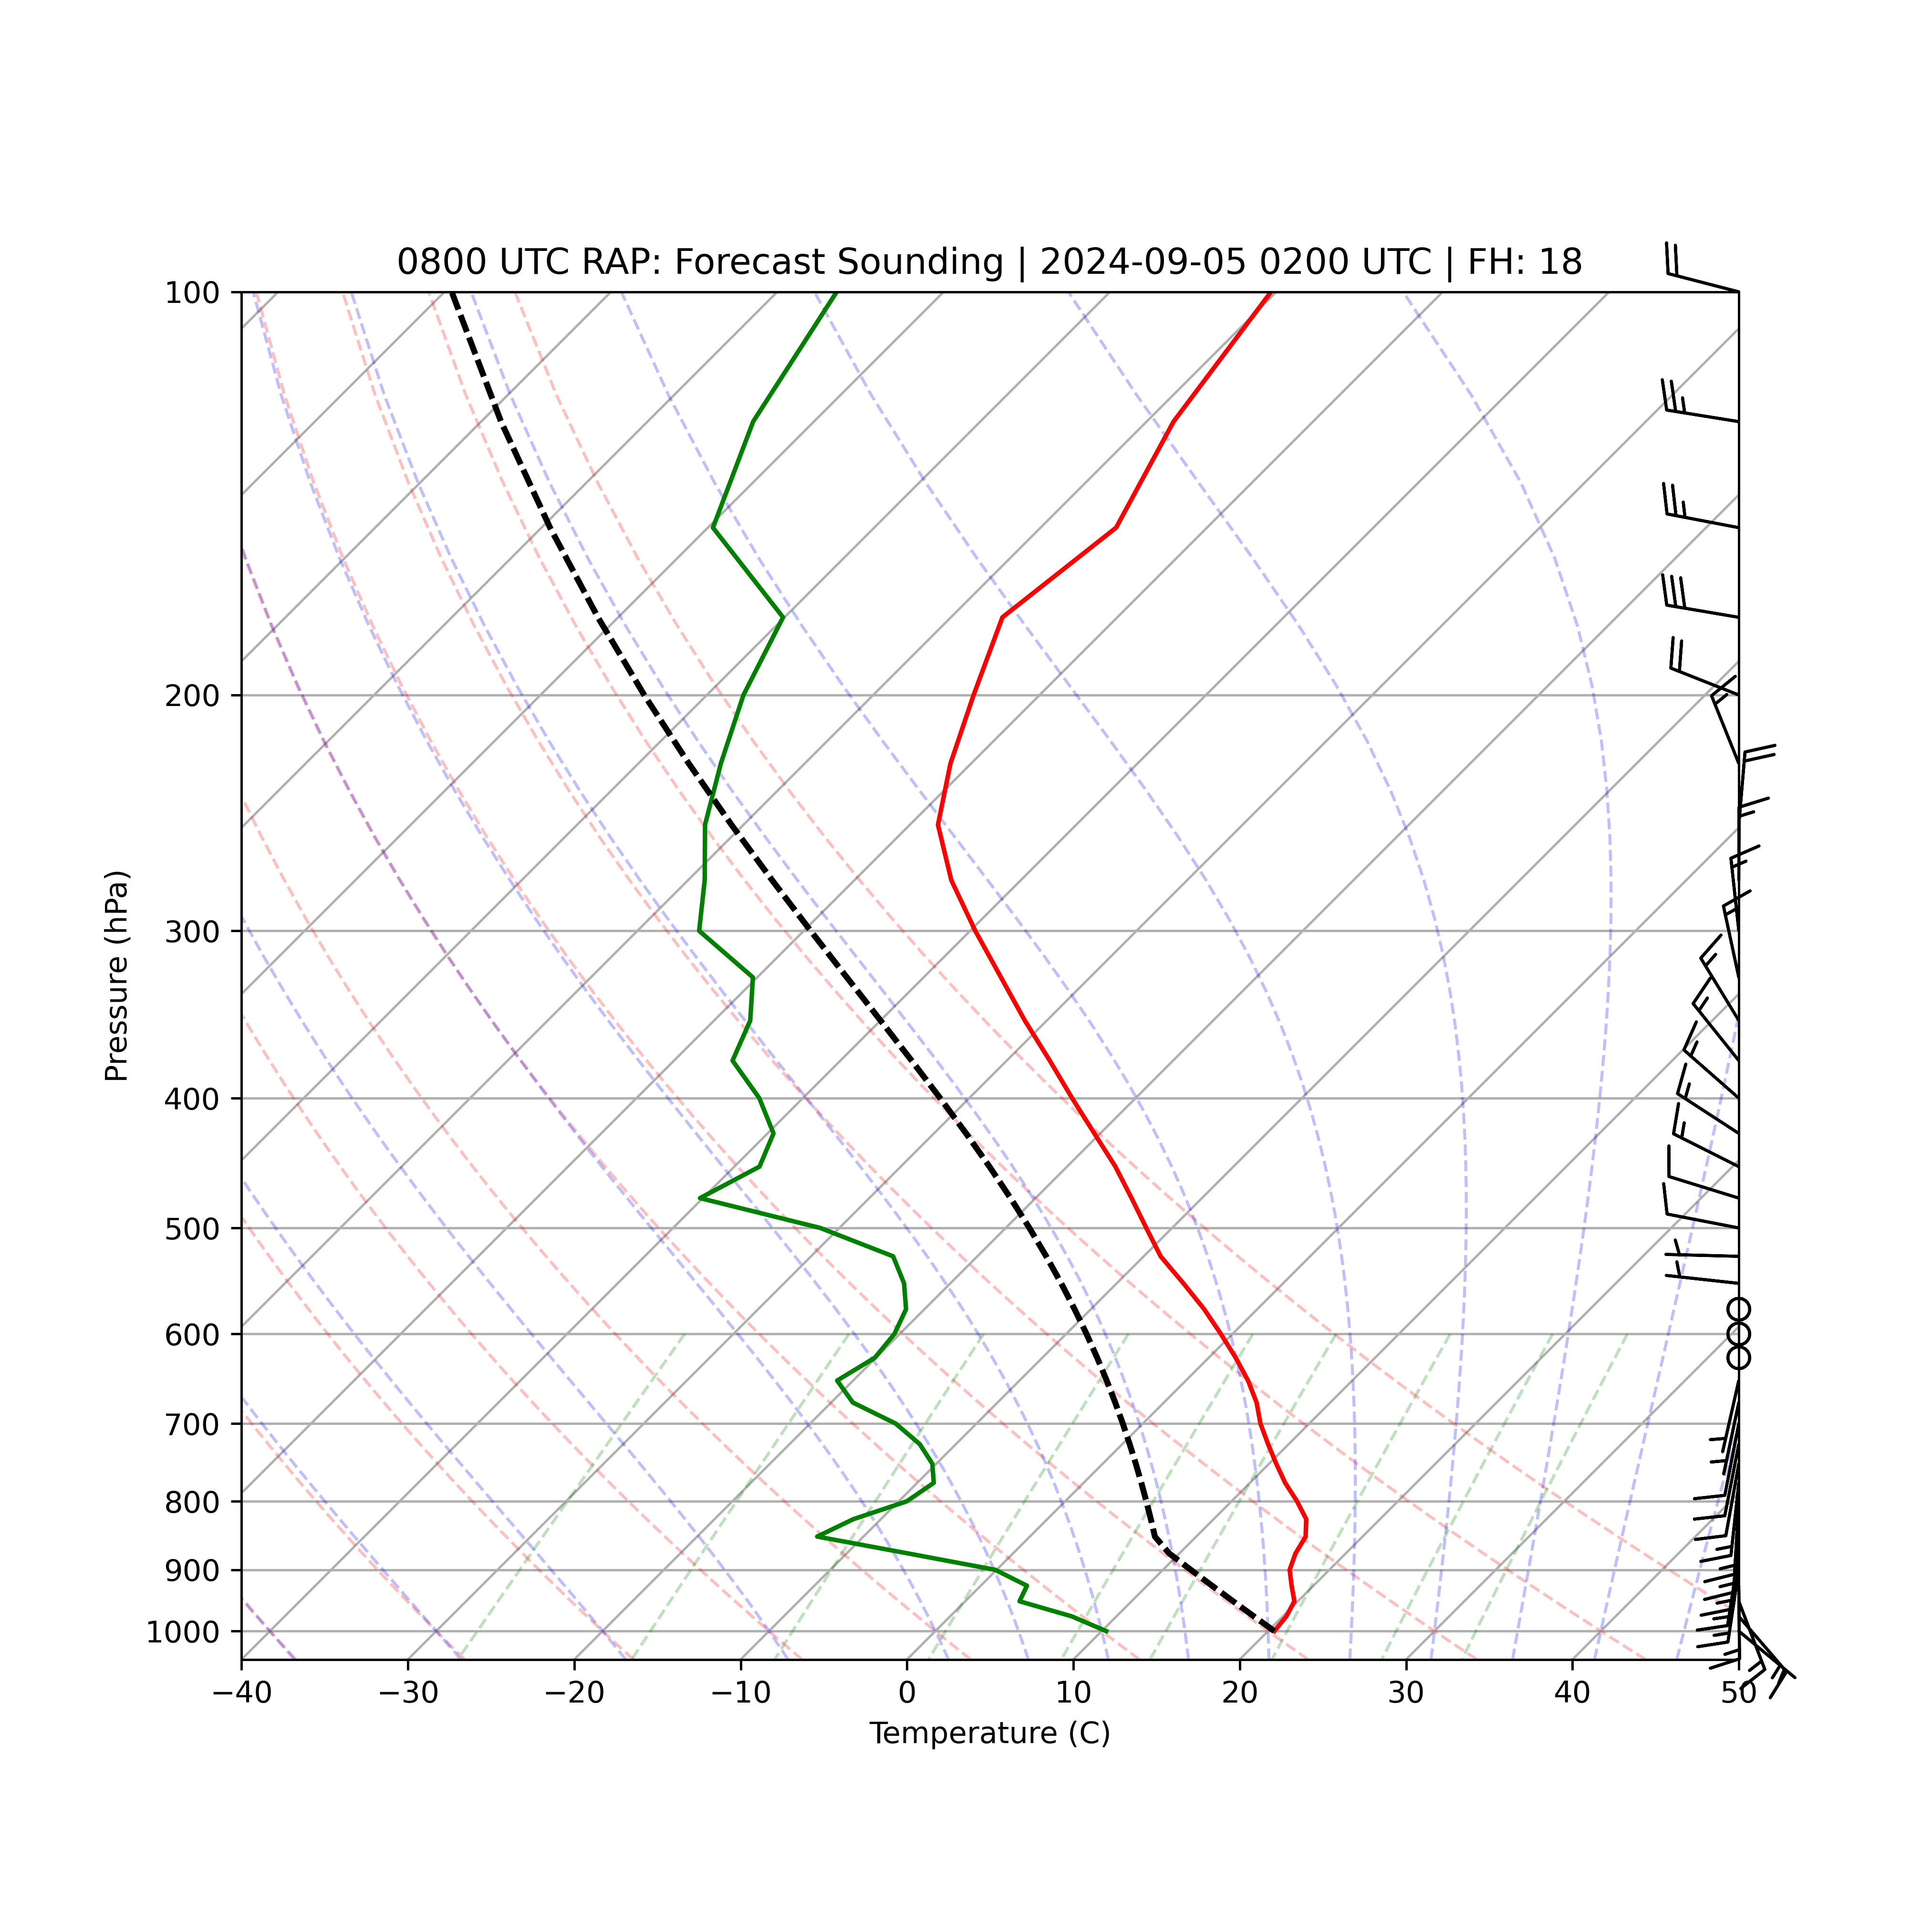 0800 UTC RAP: Forecast Sounding | 2024-09-05 0200 UTC | FH: 18
100
200
300
400
500
600
700
800
900
1000
Pressure (hPa)
−40 −30 −20 −10 0 10 20 30 40 50
Temperature (C)